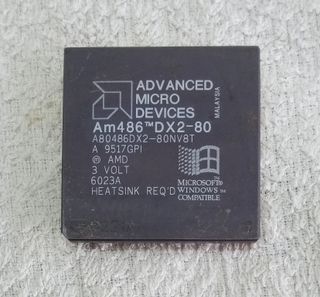 ADVANCED
MICRO
DEVICES
MALAYSIA
Am486™DX2-80
A80486DX2-80NV8T
A 9517GPI
® AMD
3 VOLT
6023A
HEATSINK REQ'D
MICROSOFT®
WINDOWS™
COMPATIBLE